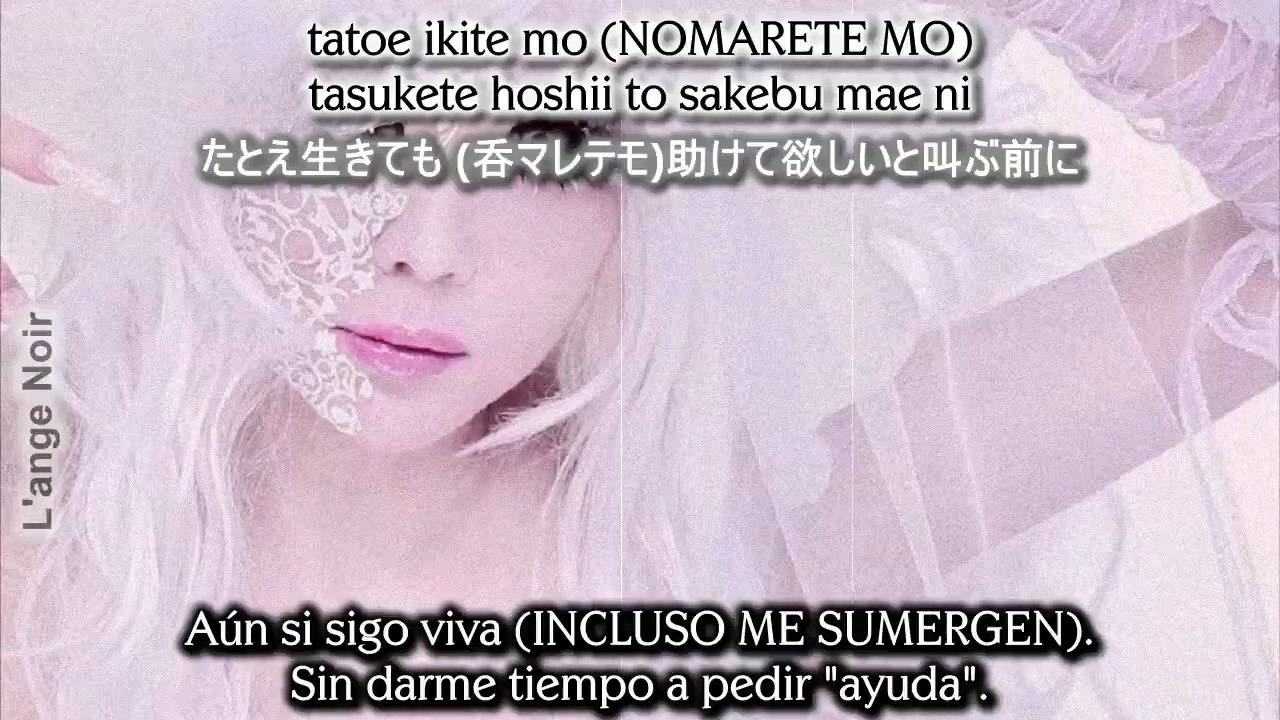 tatoe ikite mo (NOMARETE MO)
tasukete hoshii to sakebu mae ni
たとえ生きても (呑マレテモ)助けて欲しいと叫ぶ前に
L'ange Noir
Aún si sigo viva (INCLUSO ME SUMERGEN).
Sin darme tiempo a pedir "ayuda".